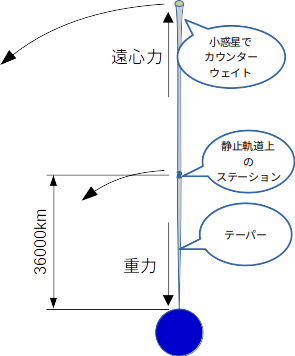 小惑星で
カウンター
ウェイト
遠心力
静止軌道上
の
ステーション
テーパー
36000km
重力